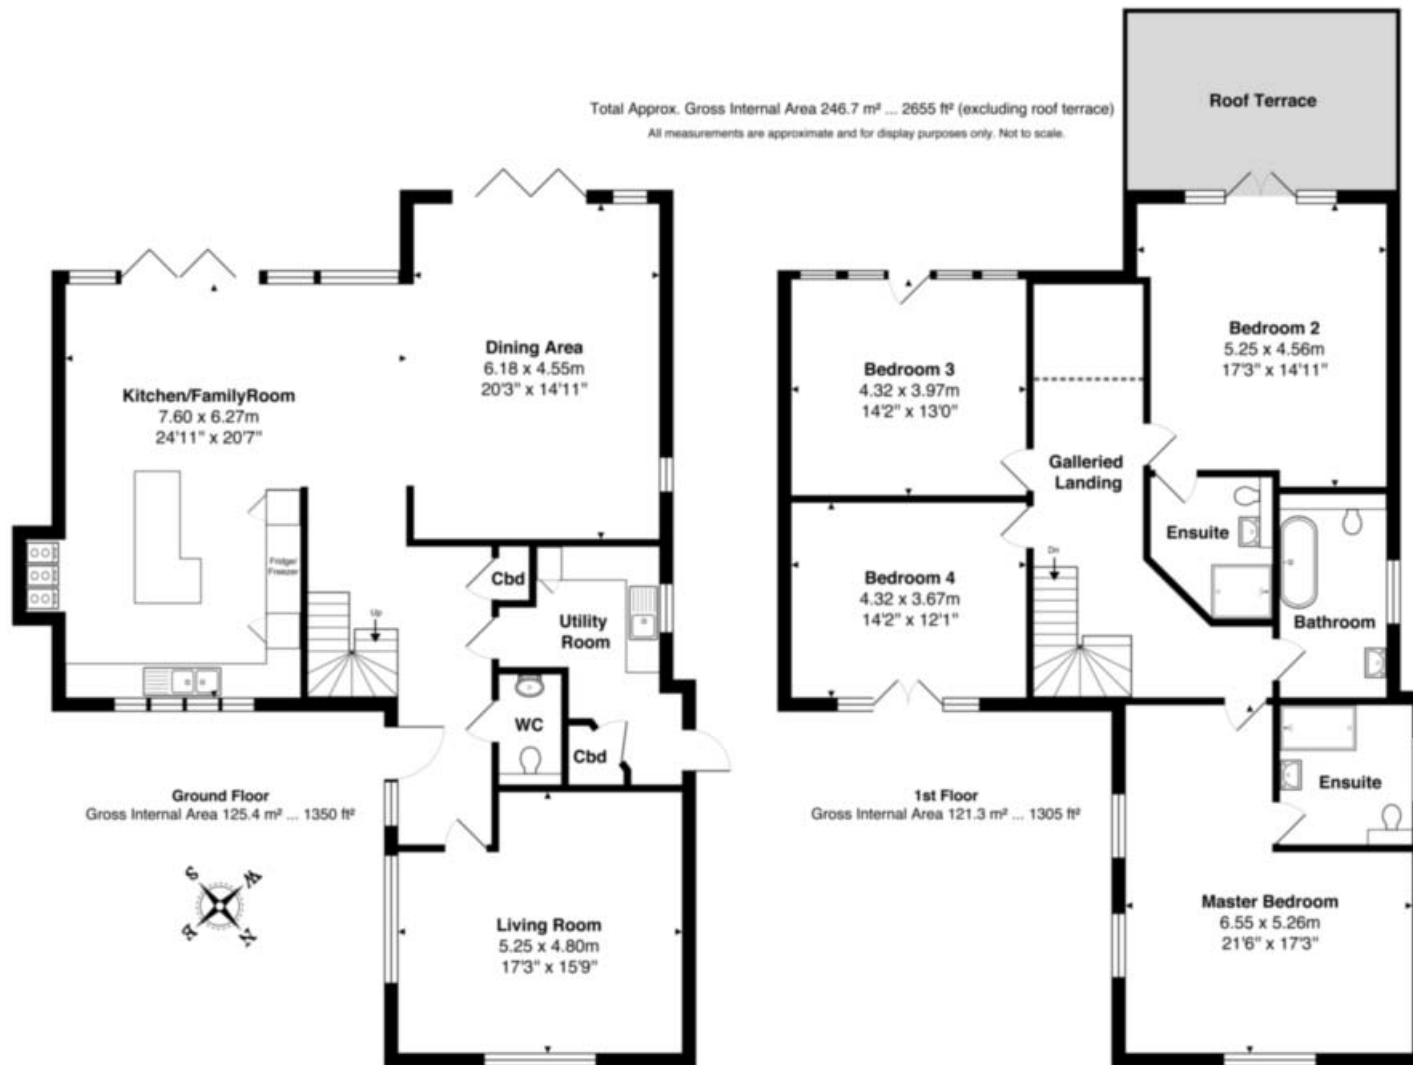 Total Approx. Gross Internal Area 246.7 m² ... 2655 ft² (excluding roof terrace)
All measurements are approximate and for display purposes only. Not to scale.
Roof Terrace
Dining Area
6.18 x 4.55m
20'3" x 14'11"
Kitchen/FamilyRoom
7.60 x 6.27m
24'11" x 20'7"
Fridge/
Freezer
Up
Cbd
Utility
Room
WC
Cbd
Ground Floor
Gross Internal Area 125.4 m² ... 1350 ft²
S
W
E
N
Living Room
5.25 x 4.80m
17'3" x 15'9"
Bedroom 2
5.25 x 4.56m
17'3" x 14'11"
Bedroom 3
4.32 x 3.97m
14'2" x 13'0"
Galleried
Landing
Dn
Ensuite
Bedroom 4
4.32 x 3.67m
14'2" x 12'1"
Bathroom
1st Floor
Gross Internal Area 121.3 m² ... 1305 ft²
Ensuite
Master Bedroom
6.55 x 5.26m
21'6" x 17'3"